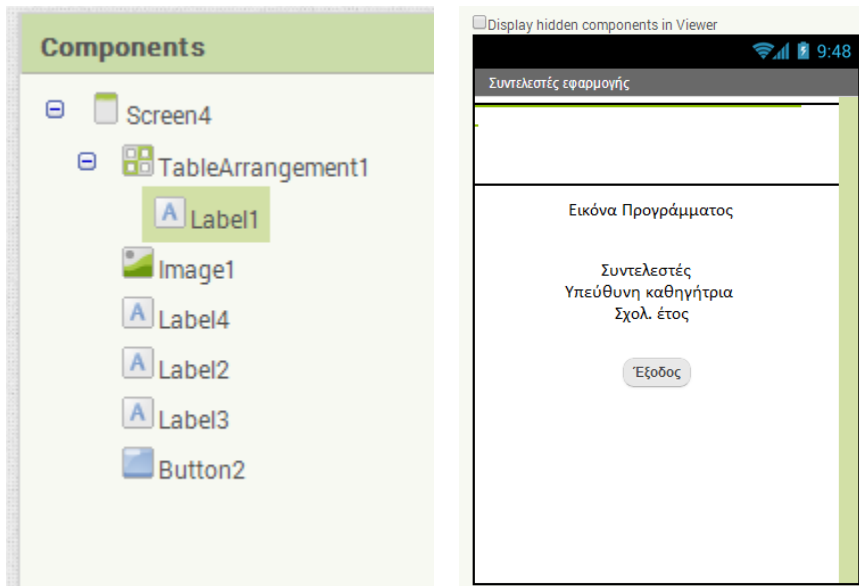 Components
Screen4
TableArrangement1
A Label1
Image1
A Label4
A Label2
A Label3
Button2
Display hidden components in Viewer
9:48
Συντελεστές εφαρμογής
Εικόνα Προγράμματος
Συντελεστές
Υπεύθυνη καθηγήτρια
Σχολ. έτος
Έξοδος